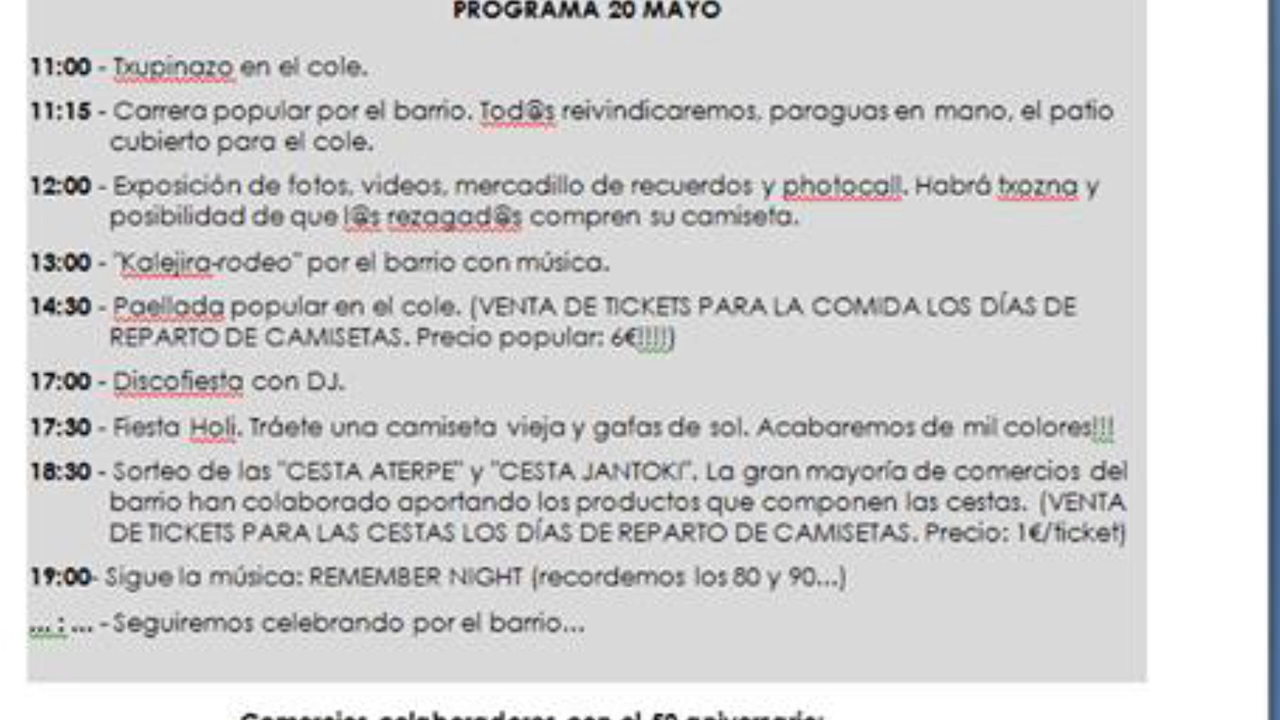 PROGRAMA 20 MAYO
11:00 - Txupinazo en el cole.
11:15 - Carrera popular por el barrio. Tod@s reivindicaremos, paraguas en mano, el patio
cubierto para el cole.
12:00 - Exposición de fotos, videos, mercadillo de recuerdos y photocall. Habrá txozna y
posibilidad de que l@s rezagad@s compren su camiseta.
13:00 - "Kalejira-rodeo" por el barrio con música.
14:30 - Paellada popular en el cole. (VENTA DE TICKETS PARA LA COMIDA LOS DÍAS DE
REPARTO DE CAMISETAS. Precio popular: 6€!!!!)
17:00 - Discofiesta con DJ.
17:30 - Fiesta Holi. Tráete una camiseta vieja y gafas de sol. Acabaremos de mil colores!!!
18:30 - Sorteo de las "CESTA ATERPE" y "CESTA JANTOKI". La gran mayoría de comercios del
barrio han colaborado aportando los productos que componen las cestas. (VENTA
DE TICKETS PARA LAS CESTAS LOS DÍAS DE REPARTO DE CAMISETAS. Precio: 1€/ticket)
19:00- Sigue la música: REMEMBER NIGHT (recordemos los 80 y 90...)
... : ... - Seguiremos celebrando por el barrio...
Comercios colaboradores con el 50 aniversario: